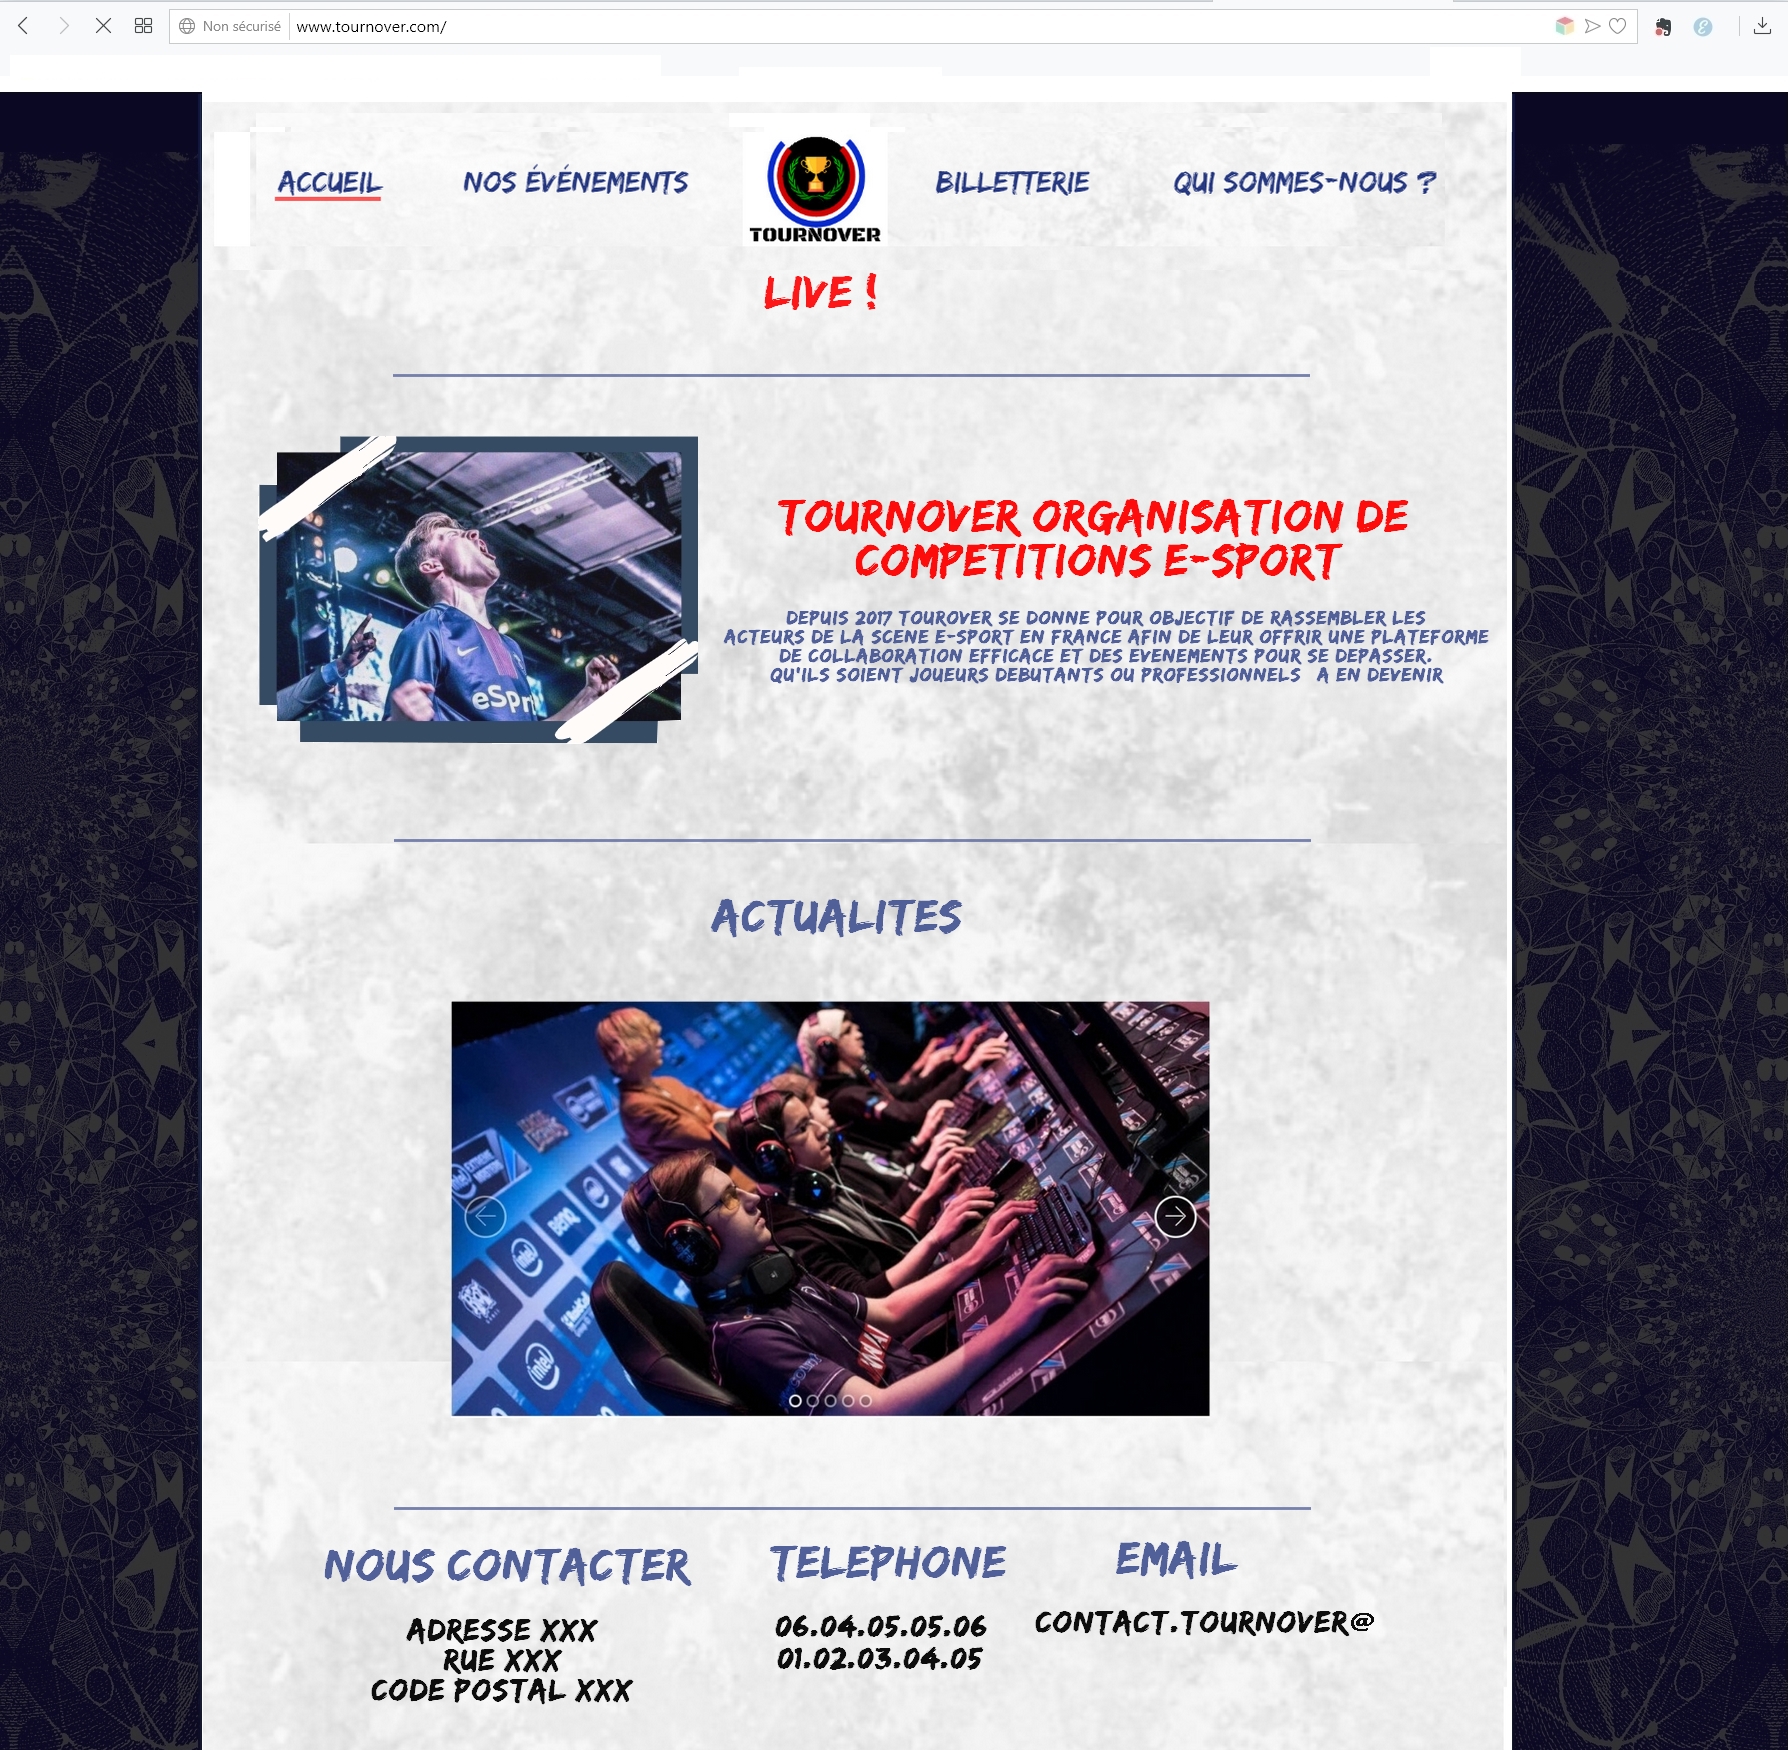 Non sécurisé www.tournover.com/
ACCUEIL
NOS ÉVÉNEMENTS
TOURNOVER
BILLETTERIE
QUI SOMMES-NOUS ?
LIVE !
eSpr
TOURNOVER ORGANISATION DE
COMPETITIONS E-SPORT
DEPUIS 2017 TOUROVER SE DONNE POUR OBJECTIF DE RASSEMBLER LES
ACTEURS DE LA SCENE E-SPORT EN FRANCE AFIN DE LEUR OFFRIR UNE PLATEFORME
DE COLLABORATION EFFICACE ET DES EVENEMENTS POUR SE DEPASSER.
QU'ILS SOIENT JOUEURS DEBUTANTS OU PROFESSIONNELS A EN DEVENIR
ACTUALITES
BENQ
intel
intel
NOUS CONTACTER
ADRESSE XXX
RUE XXX
CODE POSTAL XXX
TELEPHONE
06.04.05.05.06
01.02.03.04.05
EMAIL
CONTACT.TOURNOVER@